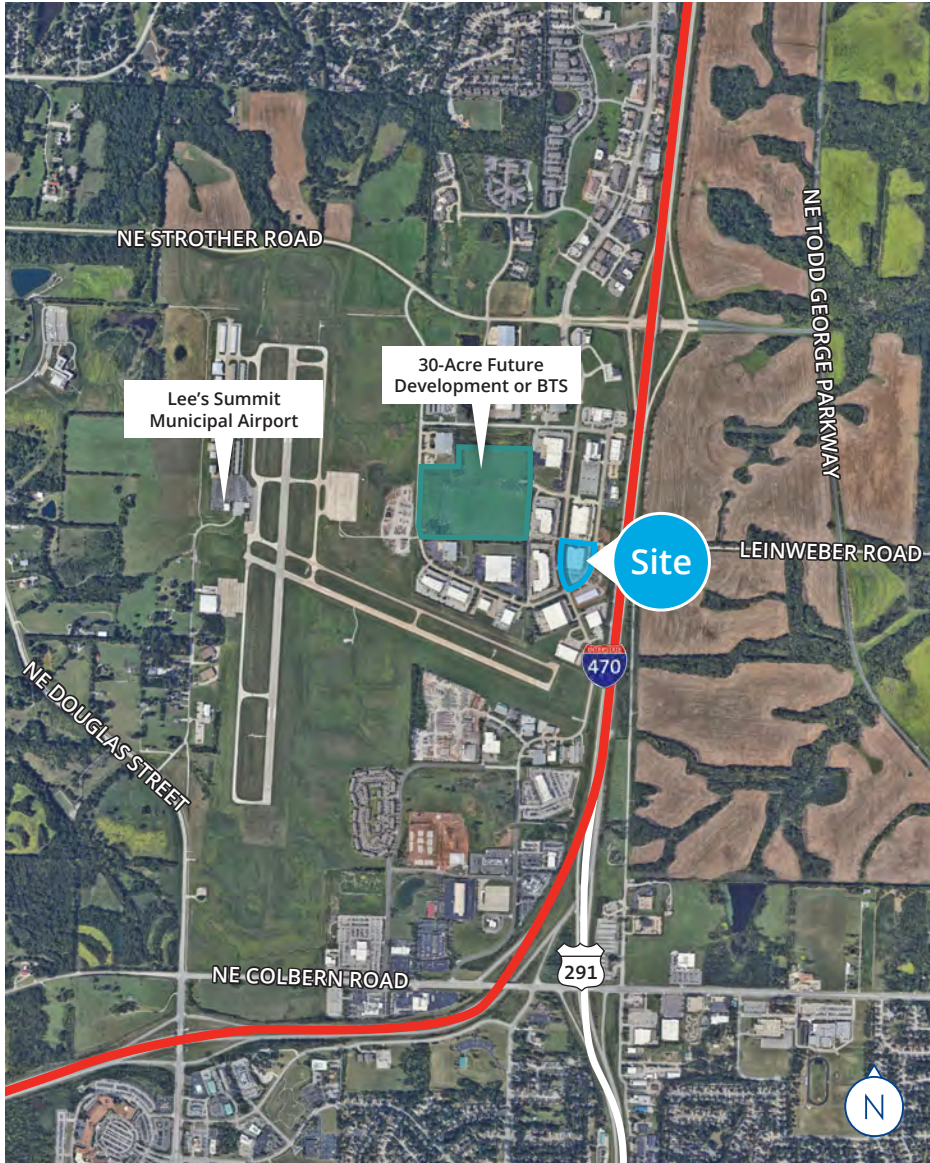 NE STROTHER ROAD
NE TODD GEORGE PARKWAY
30-Acre Future
Development or BTS
Lee's Summit
Municipal Airport
Site
LEINWEBER ROAD
INTERSTATE
470
NE DOUGLAS STREET
291
NE COLBERN ROAD
N